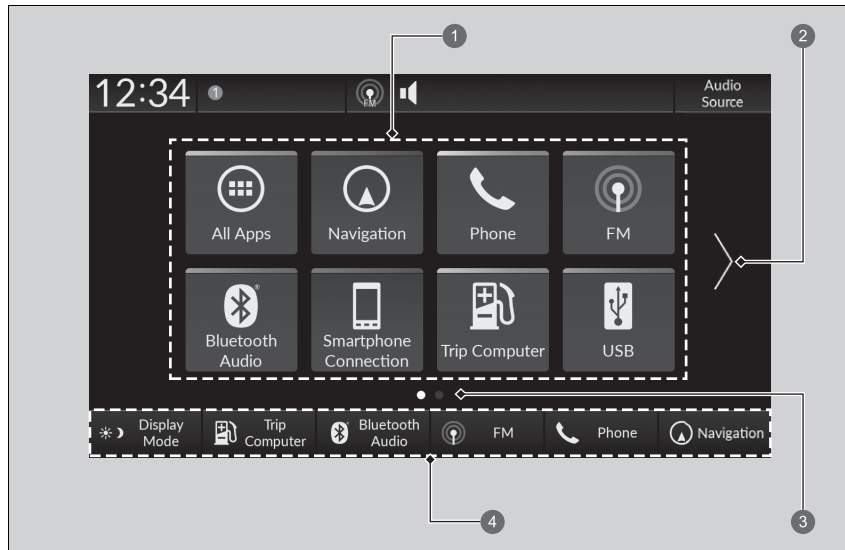 1
2
12:34
1
FM
Audio
Source
All Apps
Navigation
Phone
FM
Bluetooth
Audio
Smartphone
Connection
Trip Computer
USB
Display
Mode
Trip
Computer
Bluetooth
Audio
FM
Phone
Navigation
4
3